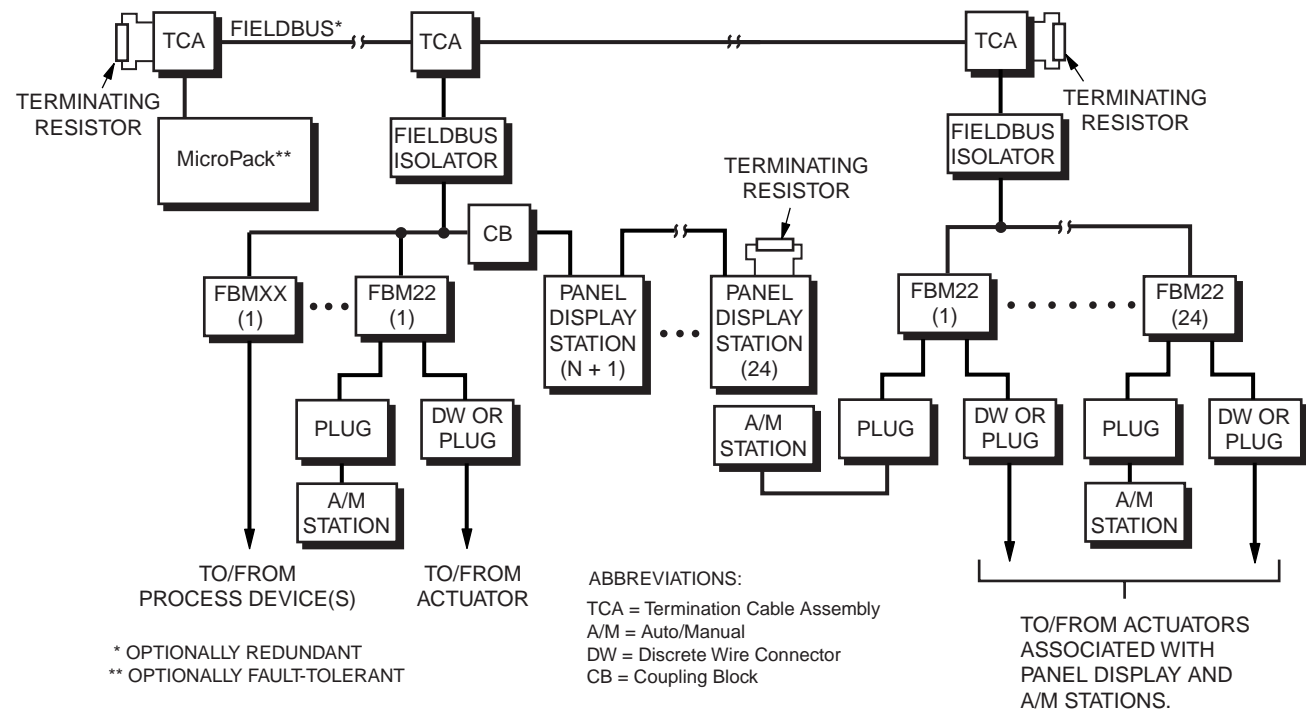 TCA
FIELDBUS*
TCA
TCA
TERMINATING
RESISTOR
TERMINATING
RESISTOR
MicroPack**
FIELDBUS
ISOLATOR
FIELDBUS
ISOLATOR
TERMINATING
RESISTOR
CB
FBMXX
(1)
FBM22
(1)
PANEL
DISPLAY
STATION
(N + 1)
PANEL
DISPLAY
STATION
(24)
FBM22
(1)
FBM22
(24)
PLUG
DW OR
PLUG
A/M
STATION
PLUG
DW OR
PLUG
PLUG
DW OR
PLUG
A/M
STATION
A/M
STATION
TO/FROM
PROCESS DEVICE(S)
TO/FROM
ACTUATOR
ABBREVIATIONS:
TCA = Termination Cable Assembly
A/M = Auto/Manual
DW = Discrete Wire Connector
CB = Coupling Block
TO/FROM ACTUATORS
ASSOCIATED WITH
PANEL DISPLAY AND
A/M STATIONS.
* OPTIONALLY REDUNDANT
** OPTIONALLY FAULT-TOLERANT